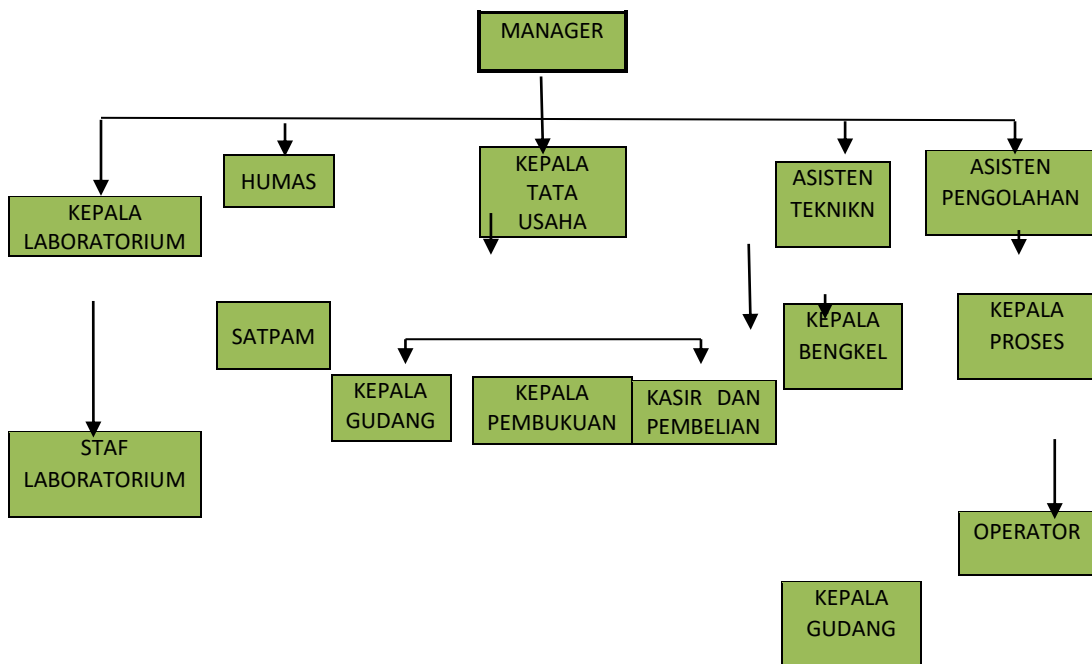 MANAGER
KEPALA
LABORATORIUM
HUMAS
KEPALA
TATA
USAHA
ASISTEN
TEKNIKN
ASISTEN
PENGOLAHAN
SATPAM
KEPALA
GUDANG
KEPALA
PEMBUKUAN
KASIR DAN
PEMBELIAN
KEPALA
BENGKEL
KEPALA
PROSES
STAF
LABORATORIUM
OPERATOR
KEPALA
GUDANG